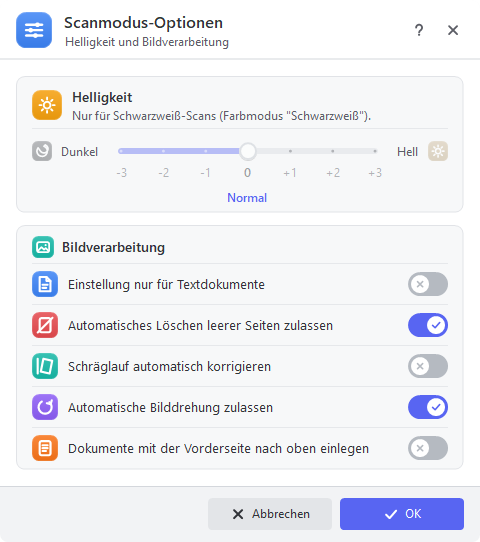 Scanmodus-Optionen
Helligkeit und Bildverarbeitung
?
Helligkeit
Nur für Schwarzweiß-Scans (Farbmodus "Schwarzweiß").
Dunkel
Hell
-3 -2 -1 0 +1 +2 +3
Normal
Bildverarbeitung
Einstellung nur für Textdokumente
Automatisches Löschen leerer Seiten zulassen
Schräglauf automatisch korrigieren
Automatische Bilddrehung zulassen
Dokumente mit der Vorderseite nach oben einlegen
Abbrechen
OK